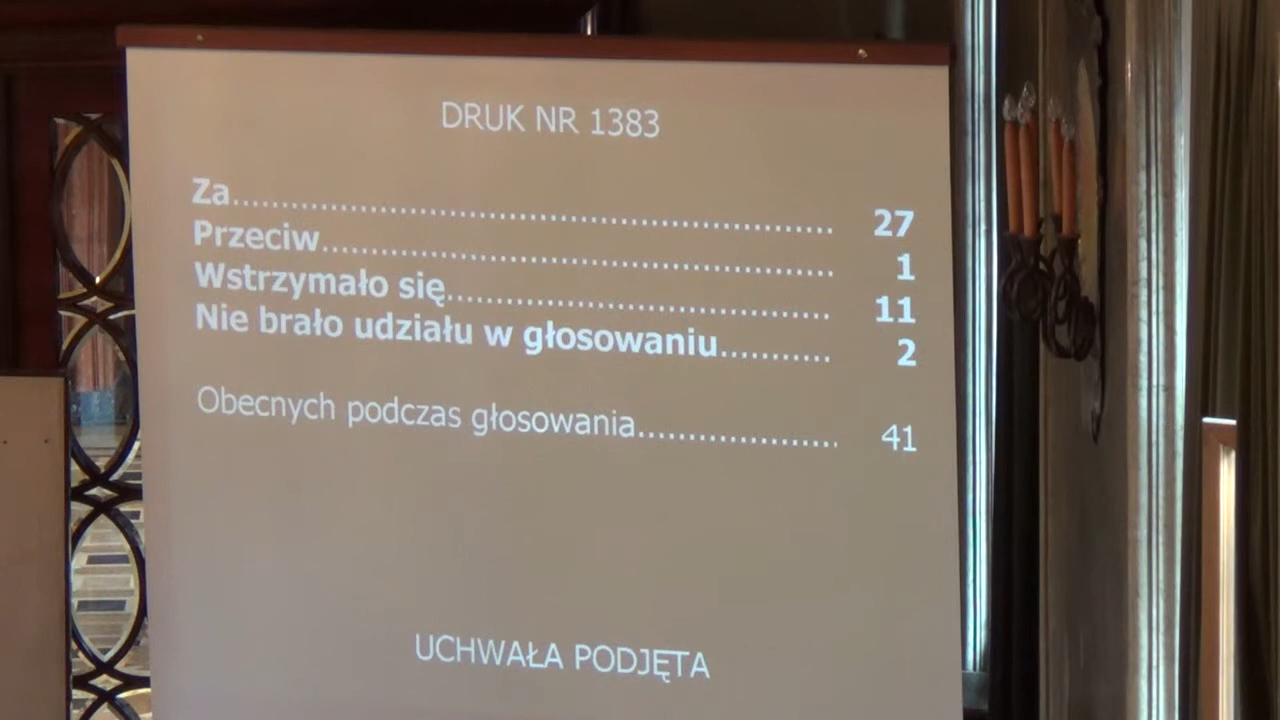 DRUK NR 1383
Za.......................................................................... 27
Przeciw................................................................ 1
Wstrzymało się................................................ 11
Nie brało udziału w głosowaniu........... 2
Obecnych podczas głosowania................... 41
UCHWAŁA PODJĘTA